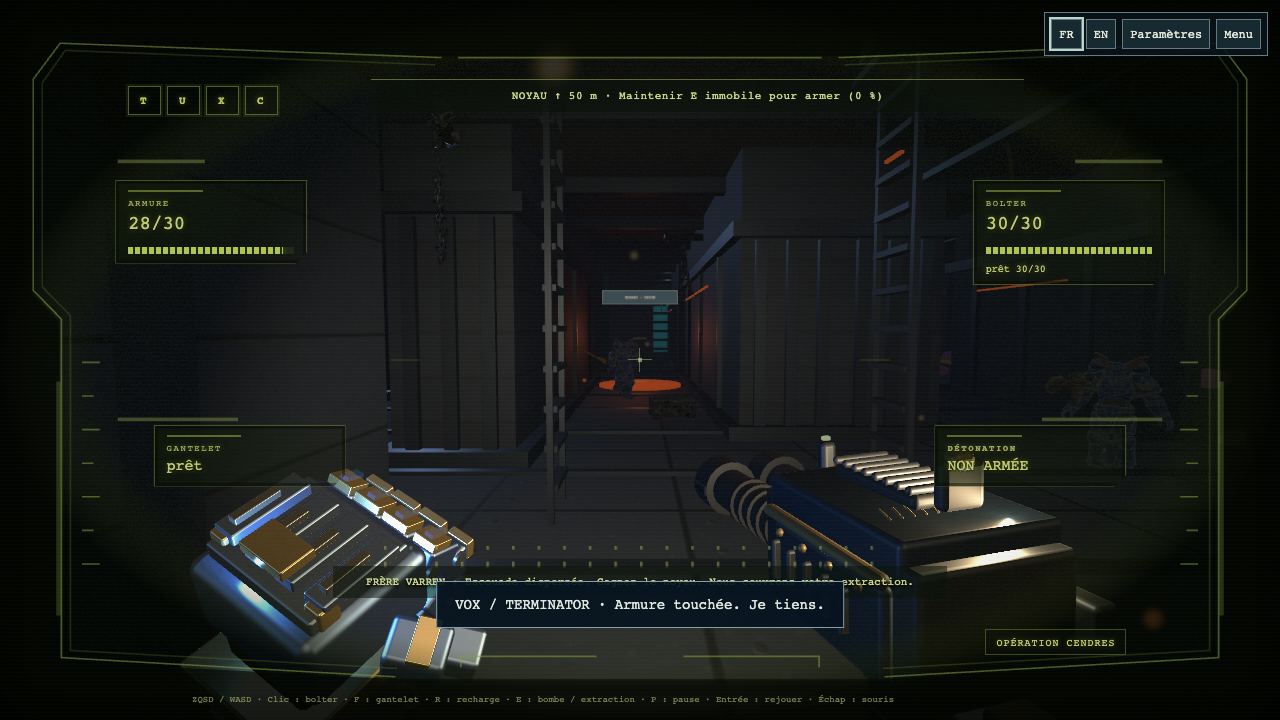 FR EN Paramètres Menu
NOYAU ↑ 50 m · Maintenir E immobile pour armer (0 %)
T U X C
ARMURE
28/30
BOLTER
30/30
prêt 30/30
GANTELET
prêt
DÉTONATION
NON ARMÉE
FRÈRE VARREN extraction.
VOX / TERMINATOR · Armure touchée. Je tiens.
OPÉRATION CENDRES
ZQSD / WASD · Clic : bolter · F : gantelet · R : recharge · E : bombe / extraction · P : pause · Entrée : rejouer · Échap : souris